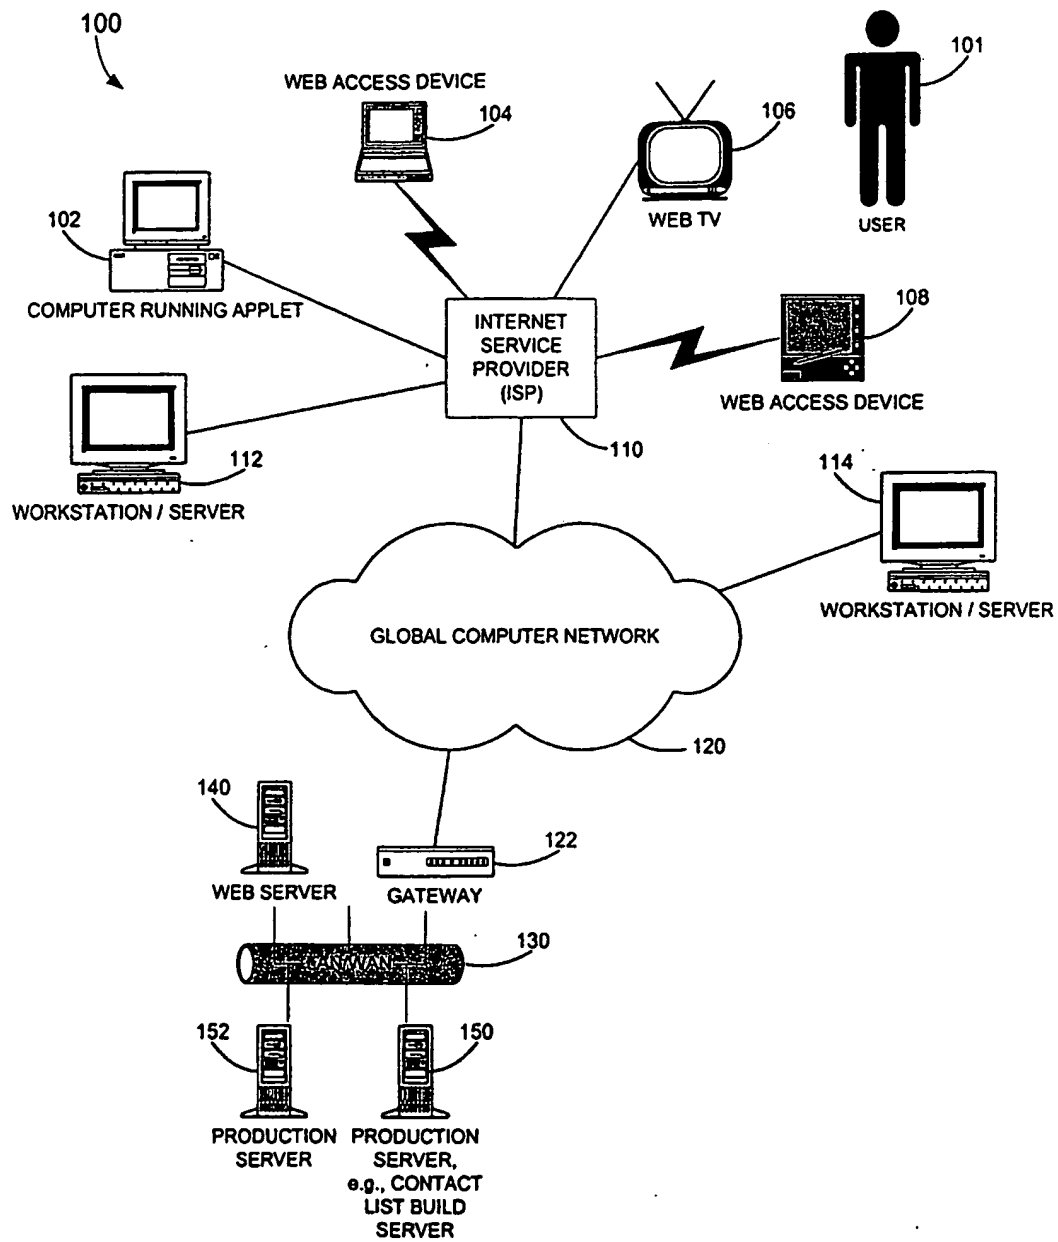 100
101
WEB ACCESS DEVICE
104
106
102
WEB TV
USER
COMPUTER RUNNING APPLET
INTERNET
SERVICE
PROVIDER
(ISP)
108
WEB ACCESS DEVICE
110
112
114
WORKSTATION / SERVER
WORKSTATION / SERVER
GLOBAL COMPUTER NETWORK
120
140
122
WEB SERVER
GATEWAY
LAN/WAN
130
152
150
PRODUCTION
SERVER
PRODUCTION
SERVER,
e.g., CONTACT
LIST BUILD
SERVER